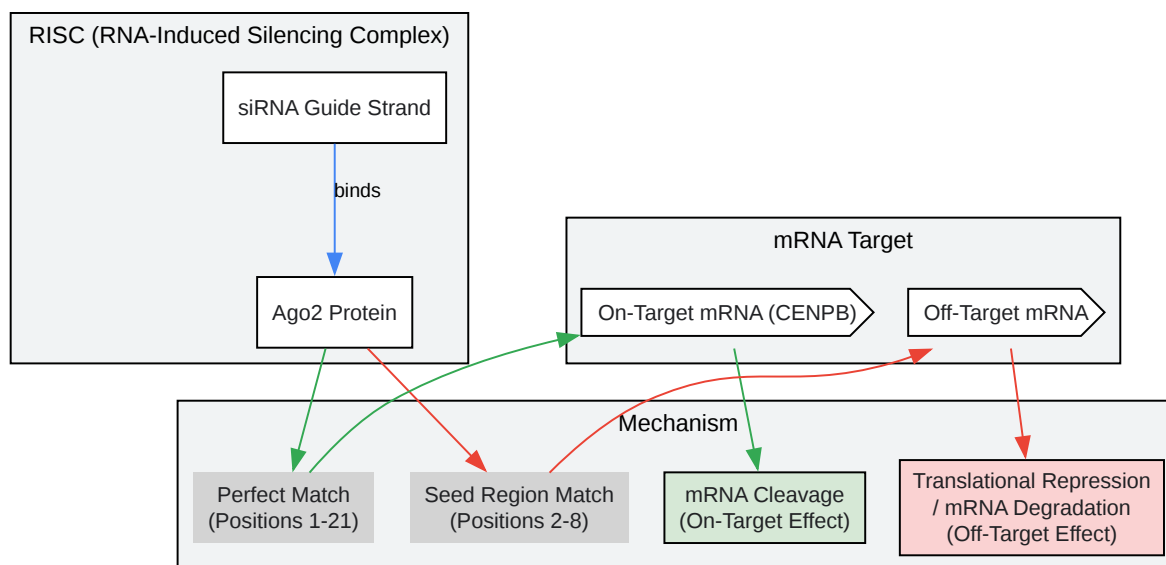 RISC (RNA-Induced Silencing Complex)
siRNA Guide Strand
binds
Ago2 Protein
mRNA Target
On-Target mRNA (CENPB)
Off-Target mRNA
Mechanism
Perfect Match
(Positions 1-21)
Seed Region Match
(Positions 2-8)
mRNA Cleavage
(On-Target Effect)
Translational Repression
/ mRNA Degradation
(Off-Target Effect)